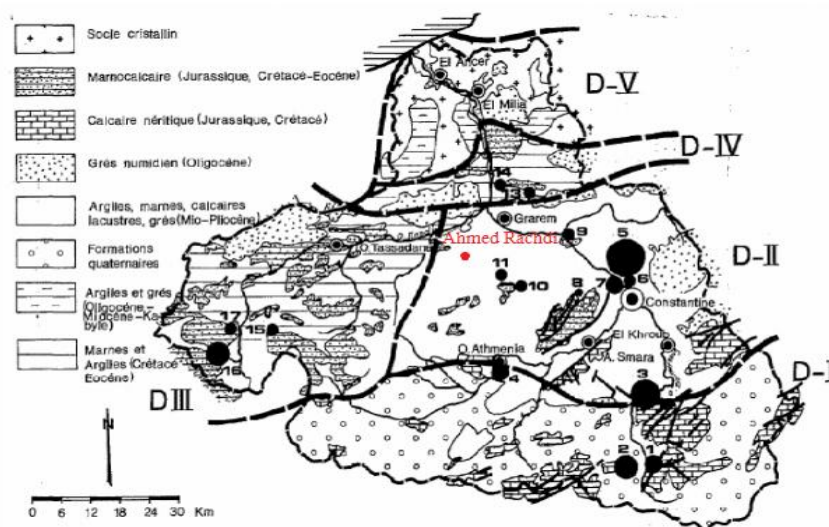 Socle cristallin
Marnocalcaire (Jurassique, Crétacé-Eocène)
Calcaire néritique (Jurassique, Crétacé)
Grès numidien (Oligocène)
Argiles, marnes, calcaires
lacustres, grès (Mio-Pliocène)
Formations
quaternaires
Argiles et grés
(Oligocène-
Miocène-Ka-
byle)
Marnes et
Argiles (Crétacé
Eocène)
N
0 6 12 18 24 30
Km
El Ancer
El Milia
D-V
D-IV
14
13
Grarem
9
5
Ahmed Rachdi
O.Tassadane
D-II
11
10
8
7
6
Constantine
17
15
16
O. Athmenia
4
El Khroub
A. Smara
3
D III
D-I
2
1